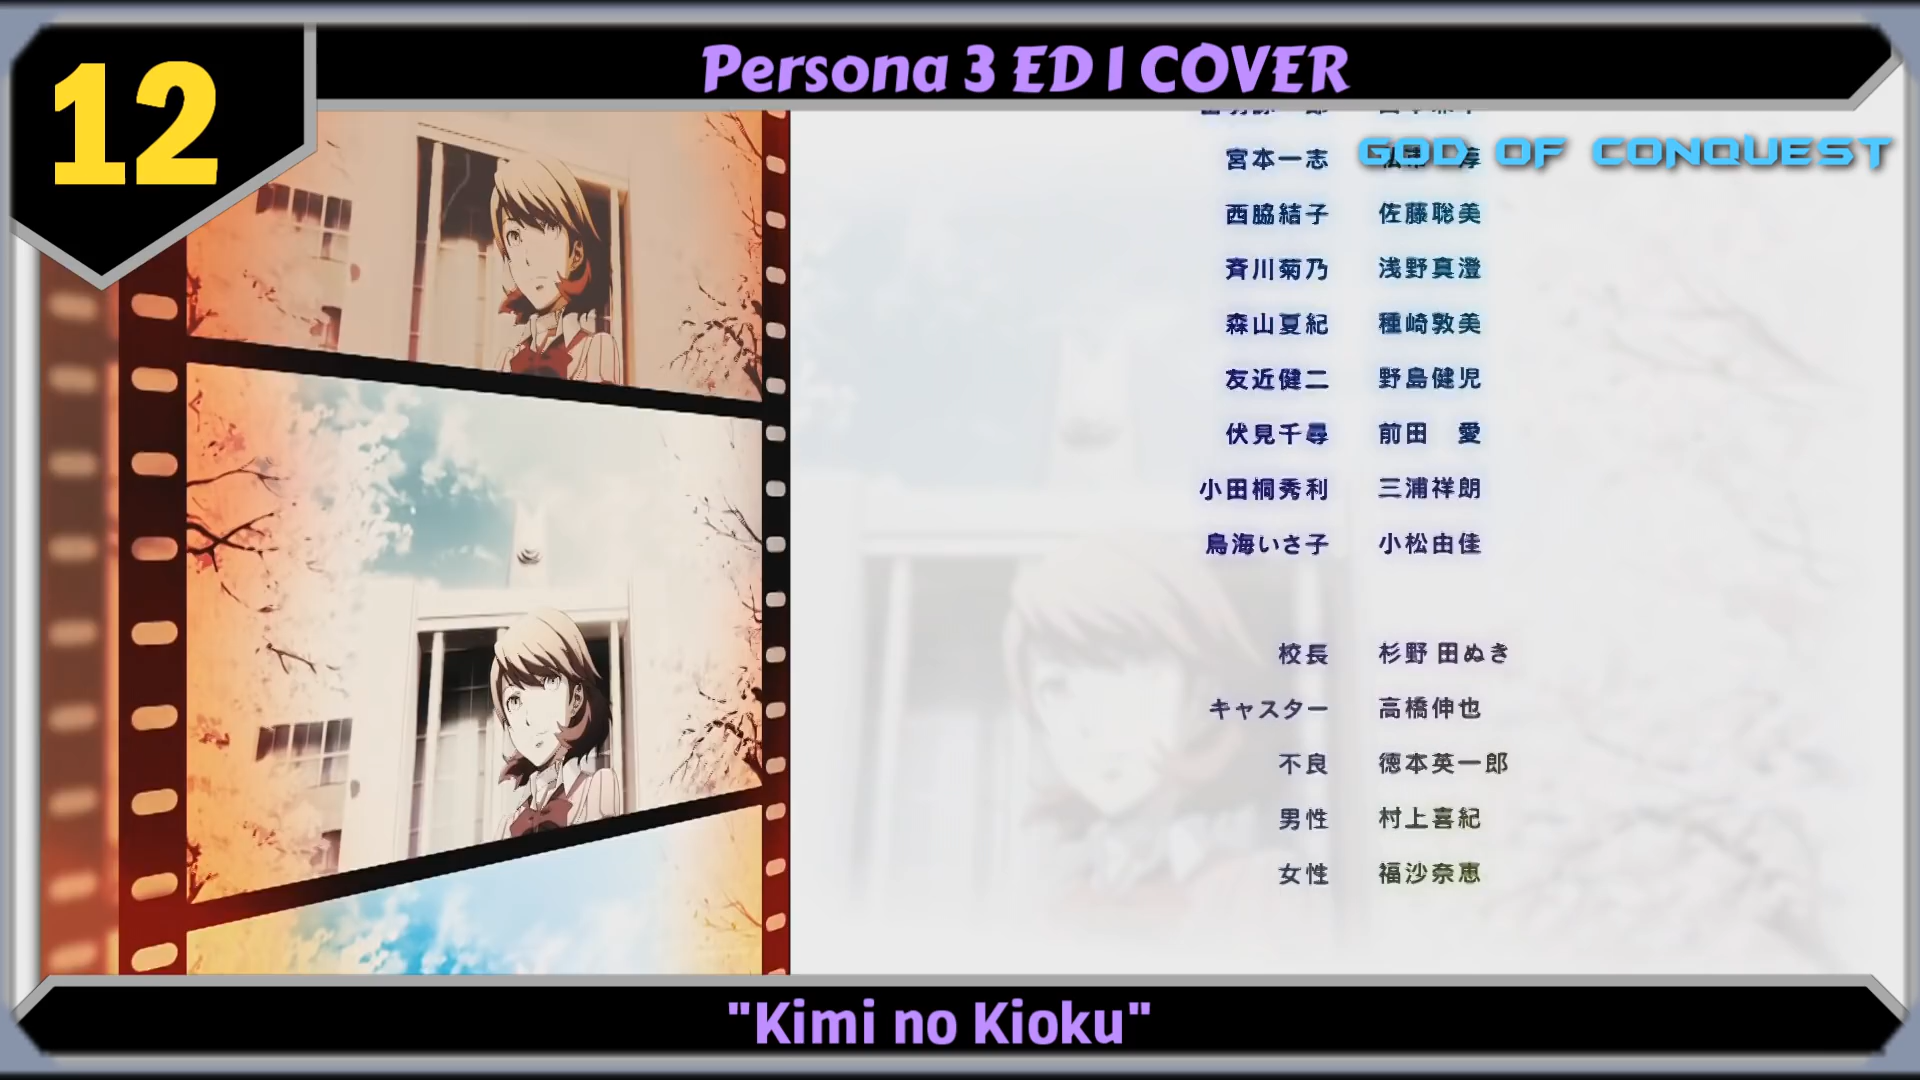 12
Persona 3 ED 1 COVER
GOD OF CONQUEST
宮本一志
西脇結子 佐藤聡美
斉川菊乃 浅野真澄
森山夏紀 種崎敦美
友近健二 野島健児
伏見千尋 前田 愛
小田桐秀利 三浦祥朗
鳥海いさ子 小松由佳
校長 杉野 田ぬき
キャスター 高橋伸也
不良 徳本英一郎
男性 村上喜紀
女性 福沙奈恵
"Kimi no Kioku"